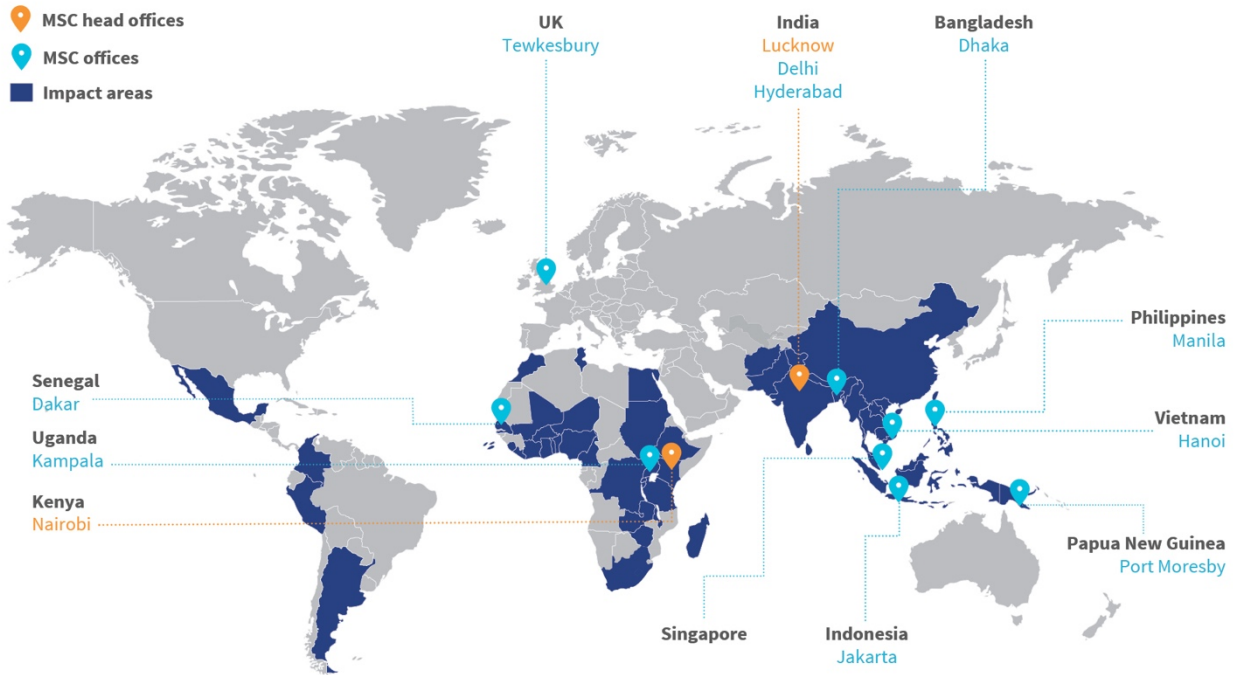 MSC head offices
MSC offices
Impact areas
UK
Tewkesbury
India
Lucknow
Delhi
Hyderabad
Bangladesh
Dhaka
Philippines
Manila
Senegal
Dakar
Vietnam
Hanoi
Uganda
Kampala
Kenya
Nairobi
Papua New Guinea
Port Moresby
Singapore
Indonesia
Jakarta